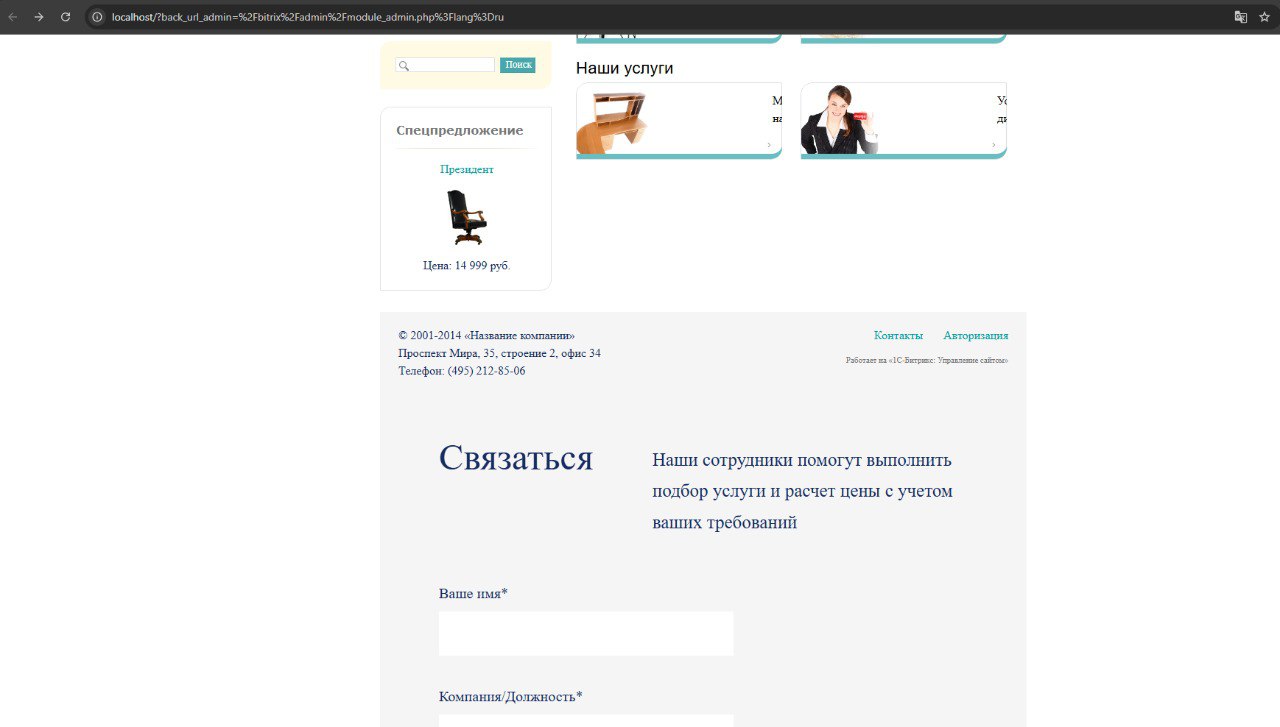 localhost/?back_url_admin=%2Fbitrix%2Fadmin%2Fmodule_admin.php%3Flang%3Dru
Поиск
Спецпредложение
Президент
Цена: 14 999 руб.
Наши услуги
© 2001-2014 «Название компании»
Проспект Мира, 35, строение 2, офис 34
Телефон: (495) 212-85-06
Контакты Авторизация
Работает на «1С-Битрикс: Управление сайтом»
Связаться
Наши сотрудники помогут выполнить
подбор услуги и расчет цены с учетом
ваших требований
Ваше имя*
Компания/Должность*